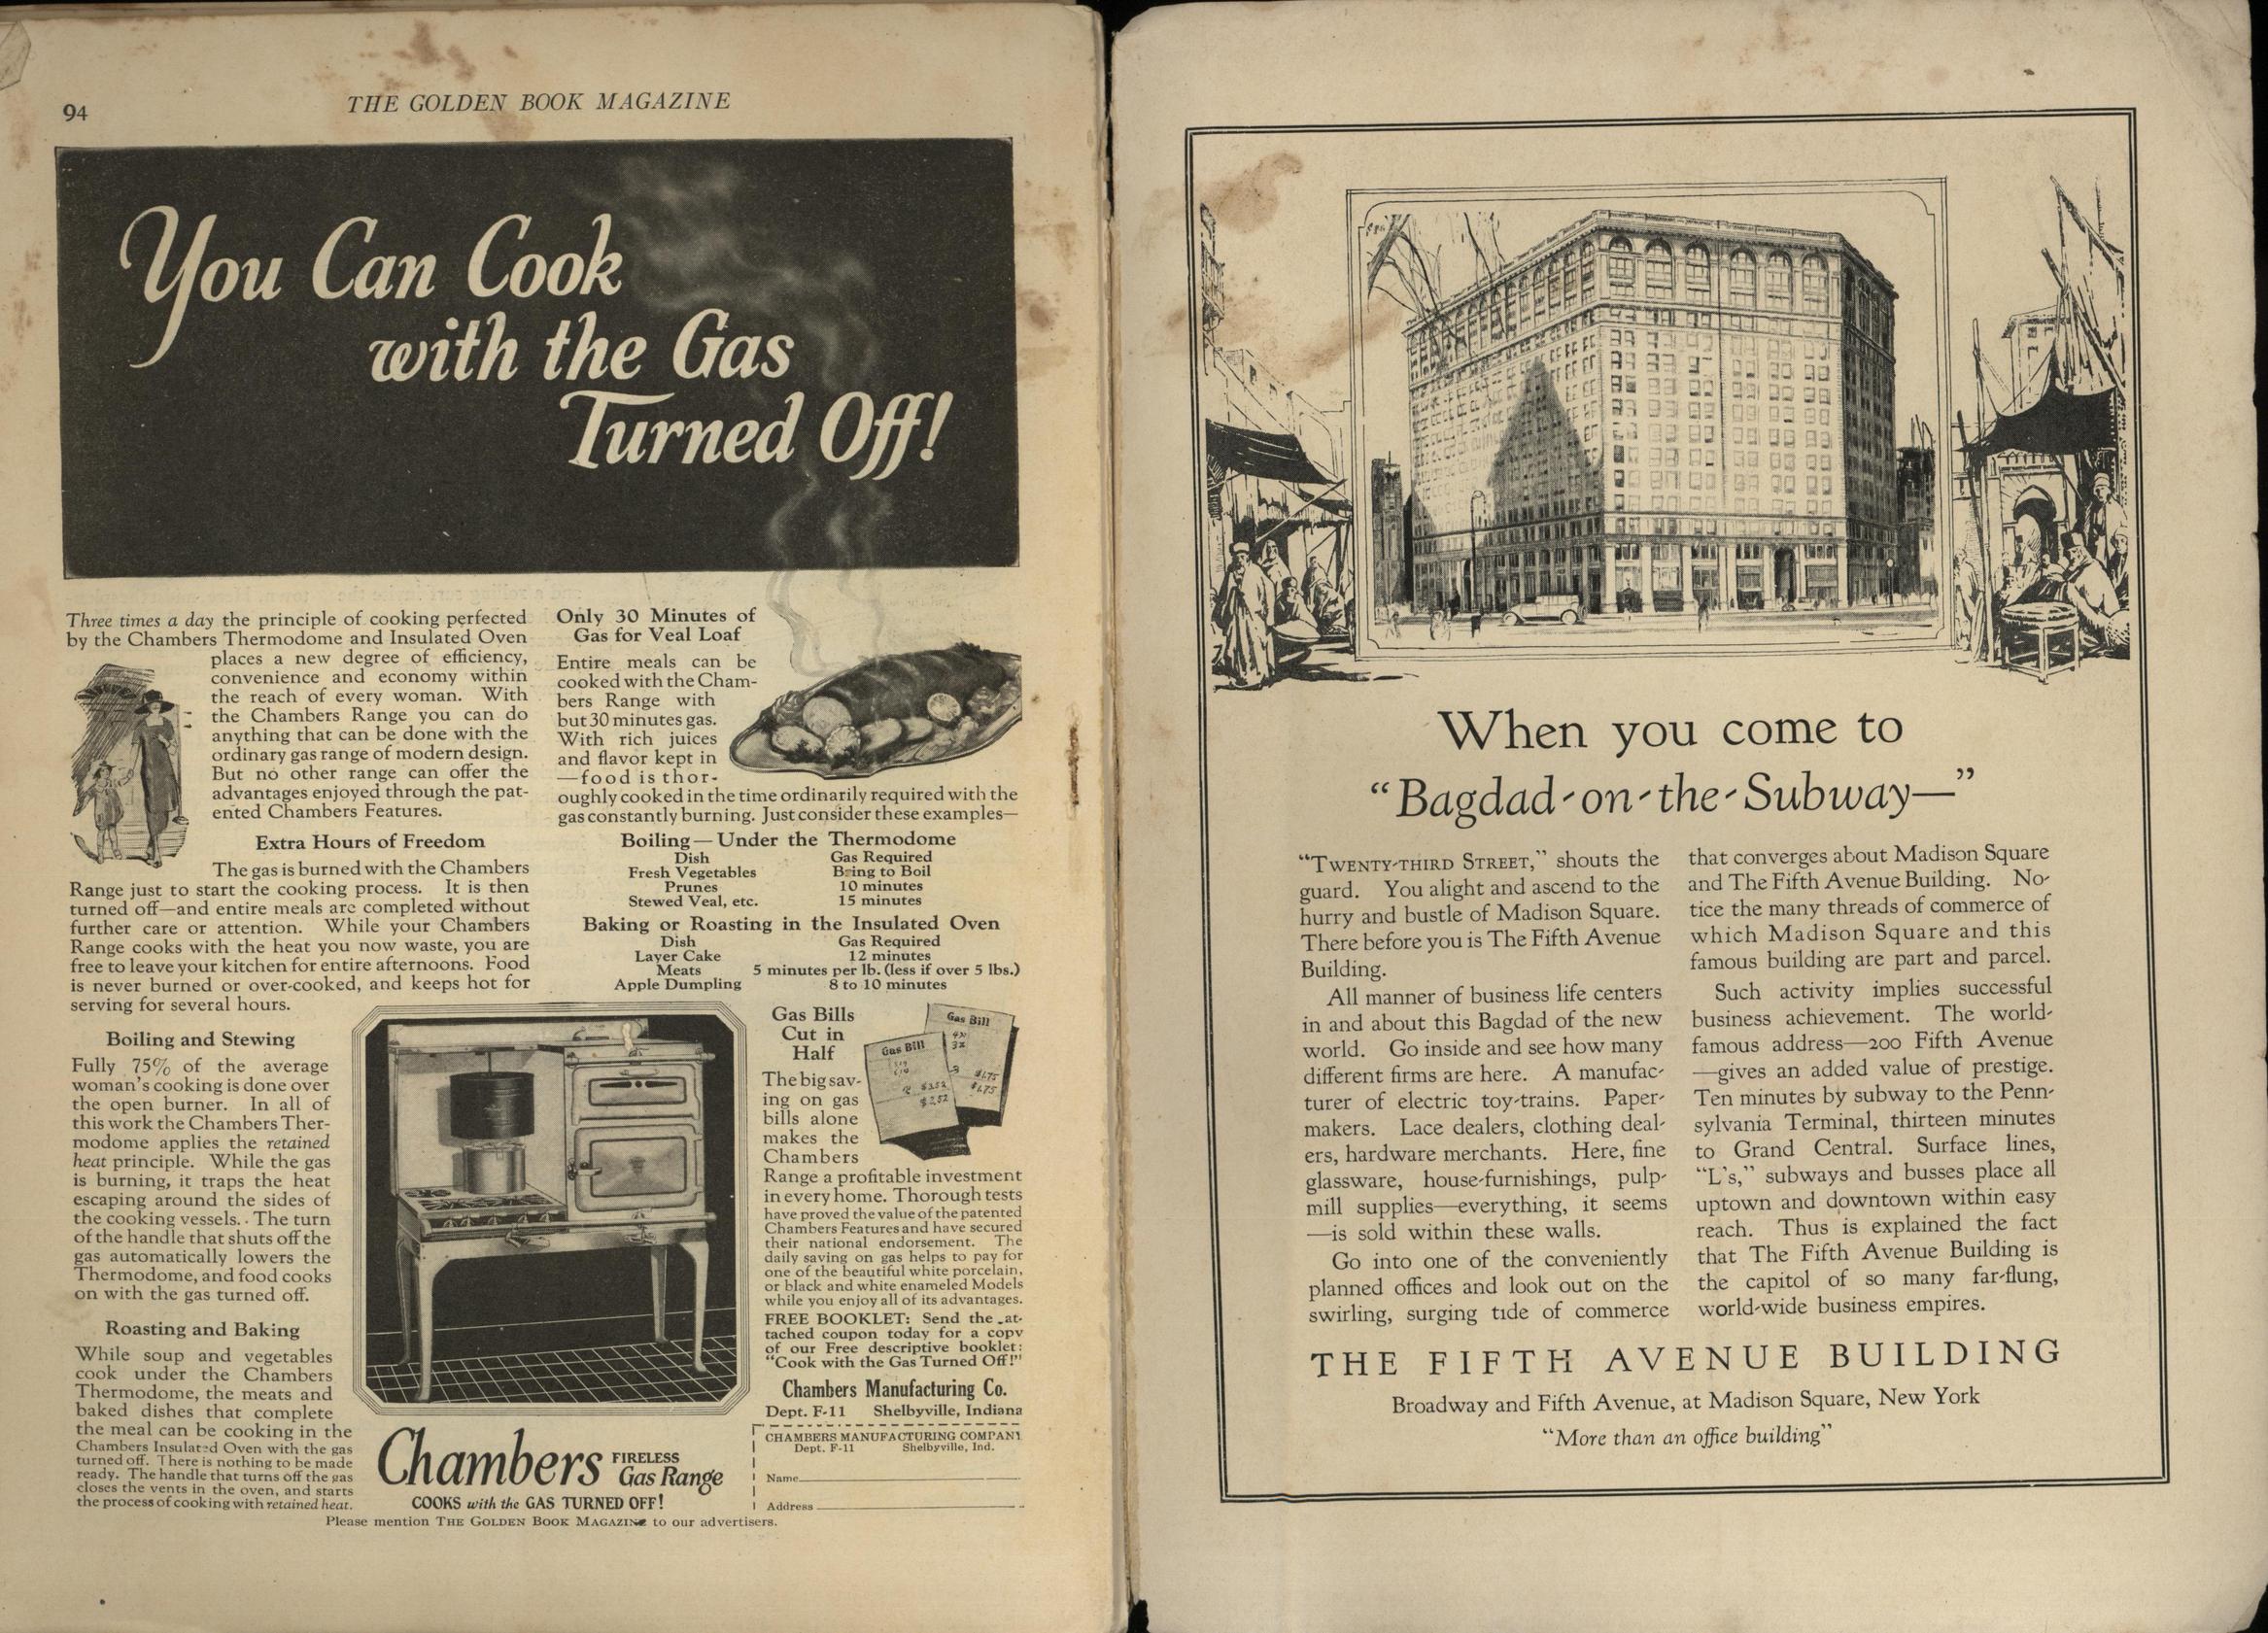 94
THE GOLDEN BOOK MAGAZINE
You Can Cook
with the Gas
Turned Off!
Three times a day the principle of cooking perfected
by the Chambers Thermodome and Insulated Oven
places a new degree of efficiency,
convenience and economy within
the reach of every woman. With
the Chambers Range you can do
anything that can be done with the
ordinary gas range of modern design.
But no other range can offer the
advantages enjoyed through the pat-
ented Chambers Features.
Extra Hours of Freedom
The gas is burned with the Chambers
Range just to start the cooking process. It is then
turned off—and entire meals are completed without
further care or attention. While your Chambers
Range cooks with the heat you now waste, you are
free to leave your kitchen for entire afternoons. Food
is never burned or over-cooked, and keeps hot for
serving for several hours.
Boiling and Stewing
Fully 75% of the average
woman's cooking is done over
the open burner. In all of
this work the Chambers Ther-
modome applies the retained
heat principle. While the gas
is burning, it traps the heat
escaping around the sides of
the cooking vessels. The turn
of the handle that shuts off the
gas automatically lowers the
Thermodome, and food cooks
on with the gas turned off.
Roasting and Baking
While soup and vegetables
cook under the Chambers
Thermodome, the meats and
baked dishes that complete
the meal can be cooking in the
Chambers Insulated Oven with the gas
turned off. There is nothing to be made
ready. The handle that turns off the gas
closes the vents in the oven, and starts
the process of cooking with retained heat.
Only 30 Minutes of
Gas for Veal Loaf
Entire meals can be
cooked with the Cham-
bers Range with
but 30 minutes gas.
With rich juices
and flavor kept in
—food is thor-
oughly cooked in the time ordinarily required with the
gas constantly burning. Just consider these examples—
Boiling—Under the Thermodome
Dish Gas Required
Fresh Vegetables Bring to Boil
Prunes 10 minutes
Stewed Veal, etc. 15 minutes
Baking or Roasting in the Insulated Oven
Dish Gas Required
Layer Cake 12 minutes
Meats 5 minutes per lb. (less if over 5 lbs.)
Apple Dumpling 8 to 10 minutes
Gas Bills
Cut in
Half
Gas Bill
$2.52
$2.52
Gas Bill
$1.75
$1.75
The big sav-
ing on gas
bills alone
makes the
Chambers
Range a profitable investment
in every home. Thorough tests
have proved the value of the patented
Chambers Features and have secured
their national endorsement. The
daily saving on gas helps to pay for
one of the beautiful white porcelain,
or black and white enameled Models
while you enjoy all of its advantages.
FREE BOOKLET: Send the at-
tached coupon today for a copy
of our Free descriptive booklet:
"Cook with the Gas Turned Off!"
Chambers Manufacturing Co.
Dept. F-11 Shelbyville, Indiana
CHAMBERS MANUFACTURING COMPANY
Dept. F-11 Shelbyville, Ind.
Name
Address
Chambers FIRELESS
Gas Range
COOKS with the GAS TURNED OFF!
Please mention THE GOLDEN BOOK MAGAZINE to our advertisers.
When you come to
"Bagdad-on-the-Subway—"
"TWENTY-THIRD STREET," shouts the
guard. You alight and ascend to the
hurry and bustle of Madison Square.
There before you is The Fifth Avenue
Building.
All manner of business life centers
in and about this Bagdad of the new
world. Go inside and see how many
different firms are here. A manufac-
turer of electric toy-trains. Paper-
makers. Lace dealers, clothing deal-
ers, hardware merchants. Here, fine
glassware, house-furnishings, pulp-
mill supplies—everything, it seems
—is sold within these walls.
Go into one of the conveniently
planned offices and look out on the
swirling, surging tide of commerce
that converges about Madison Square
and The Fifth Avenue Building. No-
tice the many threads of commerce of
which Madison Square and this
famous building are part and parcel.
Such activity implies successful
business achievement. The world-
famous address—200 Fifth Avenue
—gives an added value of prestige.
Ten minutes by subway to the Penn-
sylvania Terminal, thirteen minutes
to Grand Central. Surface lines,
"L's," subways and busses place all
uptown and downtown within easy
reach. Thus is explained the fact
that The Fifth Avenue Building is
the capitol of so many far-flung,
world-wide business empires.
THE FIFTH AVENUE BUILDING
Broadway and Fifth Avenue, at Madison Square, New York
"More than an office building"